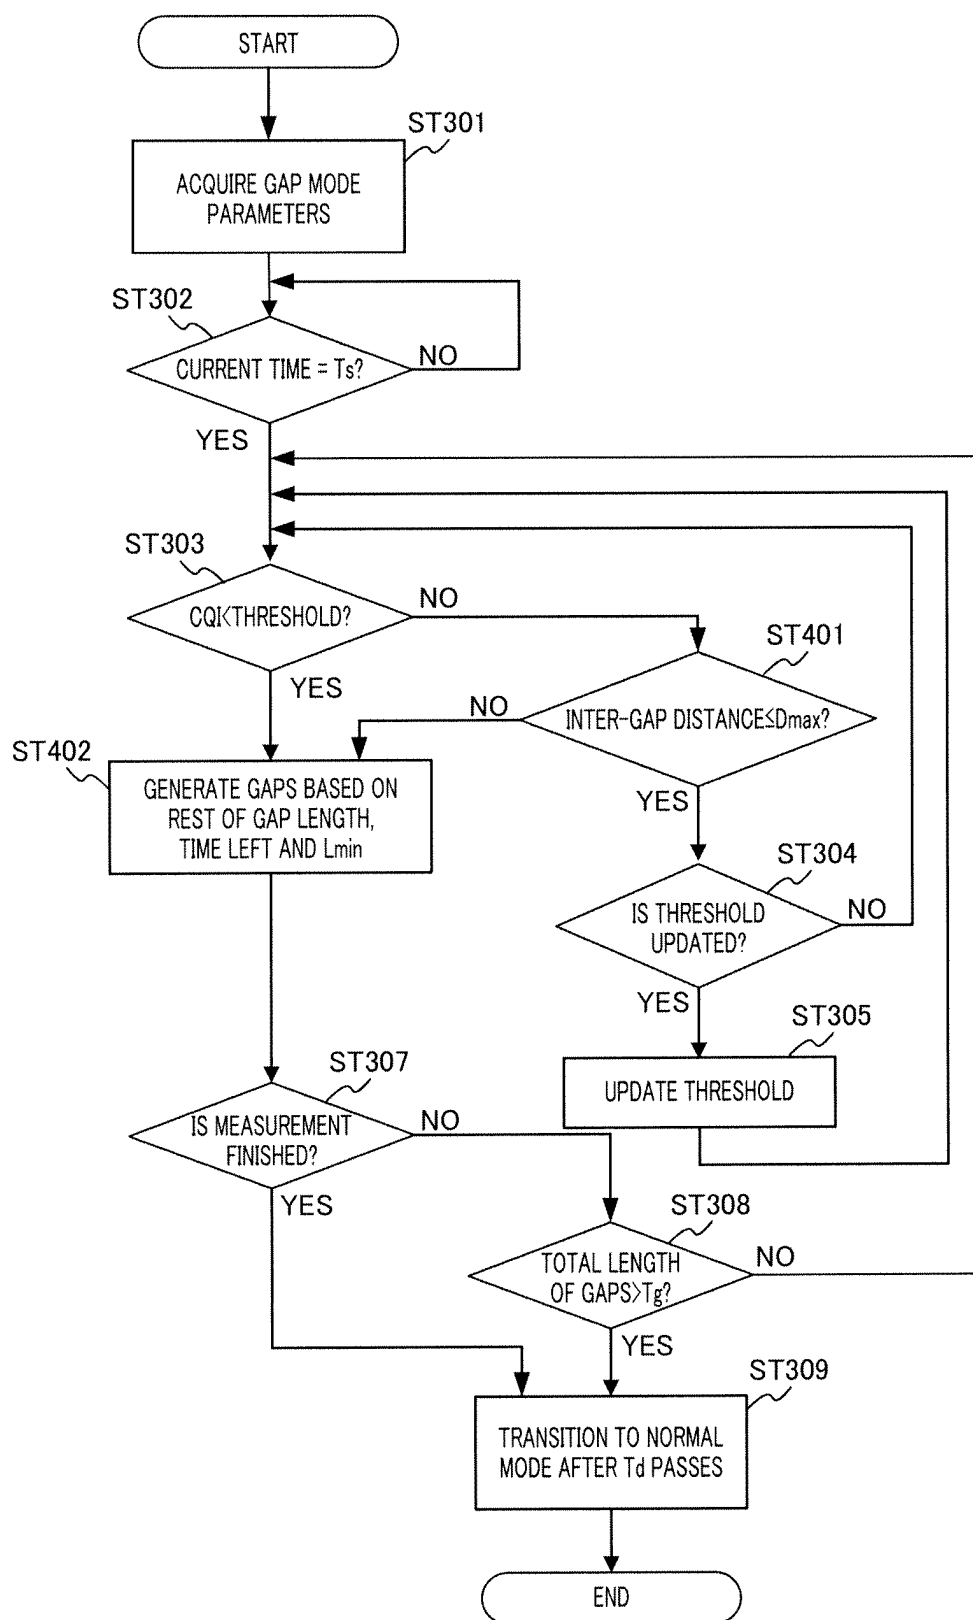 START
ST301
ACQUIRE GAP MODE
PARAMETERS
ST302
CURRENT TIME = Ts?
NO
YES
ST303
CQI<THRESHOLD?
NO
YES
ST401
INTER-GAP DISTANCE≦Dmax?
NO
YES
ST402
GENERATE GAPS BASED ON
REST OF GAP LENGTH,
TIME LEFT AND Lmin
ST304
IS THRESHOLD
UPDATED?
NO
YES
ST305
UPDATE THRESHOLD
ST307
IS MEASUREMENT
FINISHED?
NO
YES
ST308
TOTAL LENGTH
OF GAPS>Tg?
NO
YES
ST309
TRANSITION TO NORMAL
MODE AFTER Td PASSES
END